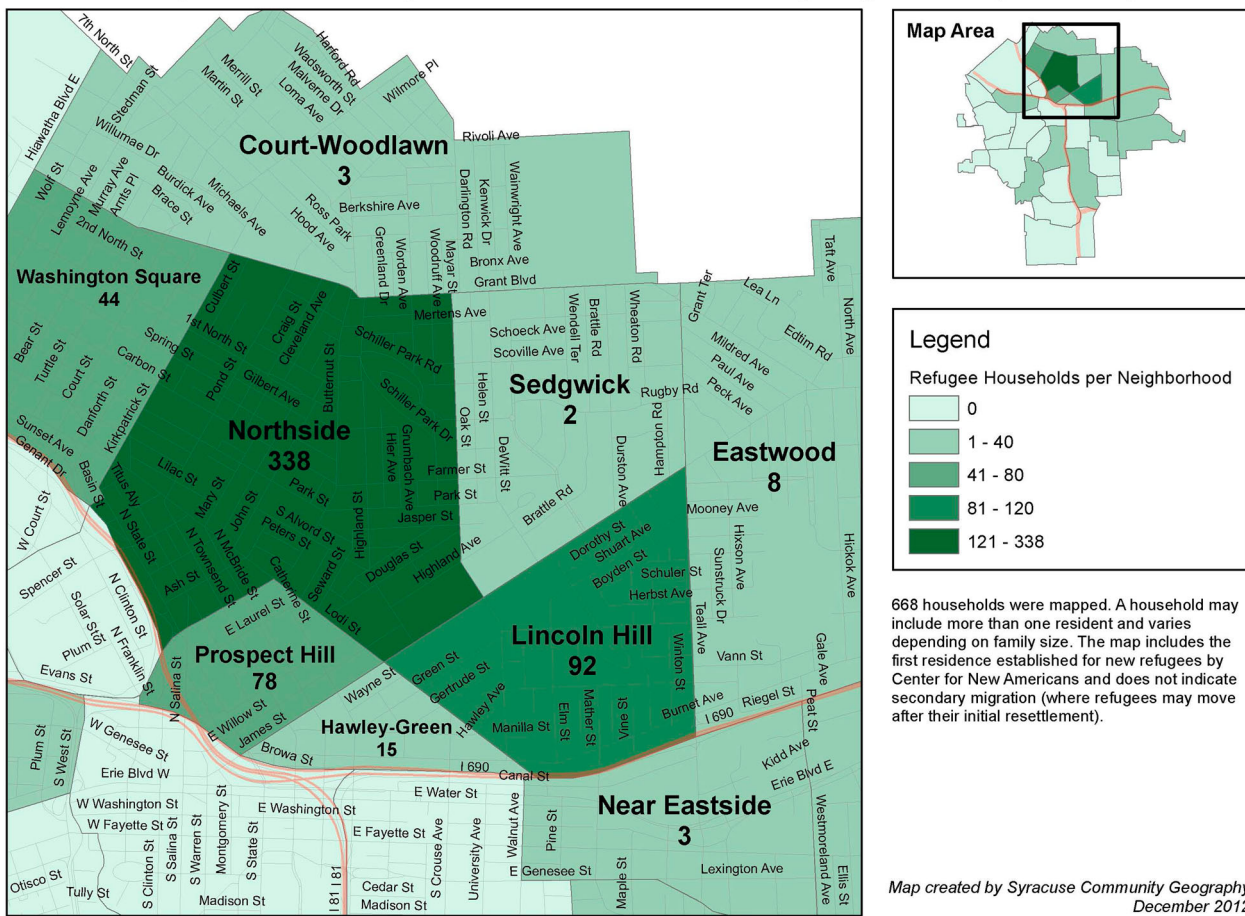 7th North St
Hiawatha Blvd E
Stedman St
Merrill St
Martin St
Harford Rd
Wadsworth St
Malverne Dr
Loma Ave
Wilmore Pl
Willumae Dr
Court-Woodlawn
3
Rivoli Ave
Wolf St
Lemoyne Ave
Murray Ave
Arnts Pl
Burdick Ave
Brace St
Michaels Ave
Ross Park
Hood Ave
Berkshire Ave
Darlington Rd
Kenwick Dr
Wainwright Ave
2nd North St
Greenland Dr
Worden Ave
Woodruff Ave
Mayar St
Bronx Ave
Grant Blvd
Washington Square
44
Culbert St
1st North St
Craig St
Cleveland Ave
Mertens Ave
Schiller Park Rd
Bear St
Turtle St
Court St
Danforth St
Spring St
Carbon St
Kirkpatrick St
Pond St
Gilbert Ave
Butternut St
Schiller Park Dr
Schoeck Ave
Scoville Ave
Wendell Ter
Brattle Rd
Wheaton Rd
Sedgwick
2
Rugby Rd
Helen St
Oak St
DeWitt St
Durston Ave
Hampton Rd
Brattle Rd
Grant Ter
Lea Ln
Taft Ave
North Ave
Edtim Rd
Mildred Ave
Paul Ave
Peck Ave
Eastwood
8
Northside
338
Hier Ave
Grumbach Ave
Farmer St
Park St
Jasper St
Sunset Ave
Genant Dr
Basin St
Titus Aly
Lilac St
Mary St
John St
Park St
S Alvord St
Peters St
Highland St
Douglas St
Highland Ave
N State St
Ash St
N Townsend St
N McBride St
Catherine St
Seward St
Lodi St
W Court St
Spencer St
Solar St
Plum St
N Clinton St
N Franklin St
Evans St
E Laurel St
Prospect Hill
78
N Salina St
E Willow St
James St
Wayne St
Green St
Gertrude St
Hawley Ave
Hawley-Green
15
Browa St
I 690
Canal St
Mooney Ave
Dorothy St
Shuart Ave
Boyden St
Schuler St
Herbst Ave
Hixson Ave
Sunstruck Dr
Teall Ave
Hickok Ave
Lincoln Hill
92
Winton St
Vann St
Gale Ave
Manilla St
Elm St
Mather St
Vine St
Burnet Ave
I 690
Riegel St
Peat St
Plum St
S West St
W Genesee St
Erie Blvd W
W Washington St
W Fayette St
S Clinton St
S Salina St
S Warren St
Montgomery St
S State St
E Washington St
E Water St
E Fayette St
S Crouse Ave
University Ave
Walnut Ave
Pine St
Near Eastside
3
Kidd Ave
Erie Blvd E
Westmoreland Ave
Ellis St
Otisco St
Tully St
Madison St
I 81
I 81
Cedar St
Madison St
E Genesee St
Maple St
Lexington Ave
Map Area
Legend
Refugee Households per Neighborhood
0
1 - 40
41 - 80
81 - 120
121 - 338
668 households were mapped. A household may
include more than one resident and varies
depending on family size. The map includes the
first residence established for new refugees by
Center for New Americans and does not indicate
secondary migration (where refugees may move
after their initial resettlement).
Map created by Syracuse Community Geography
December 2012